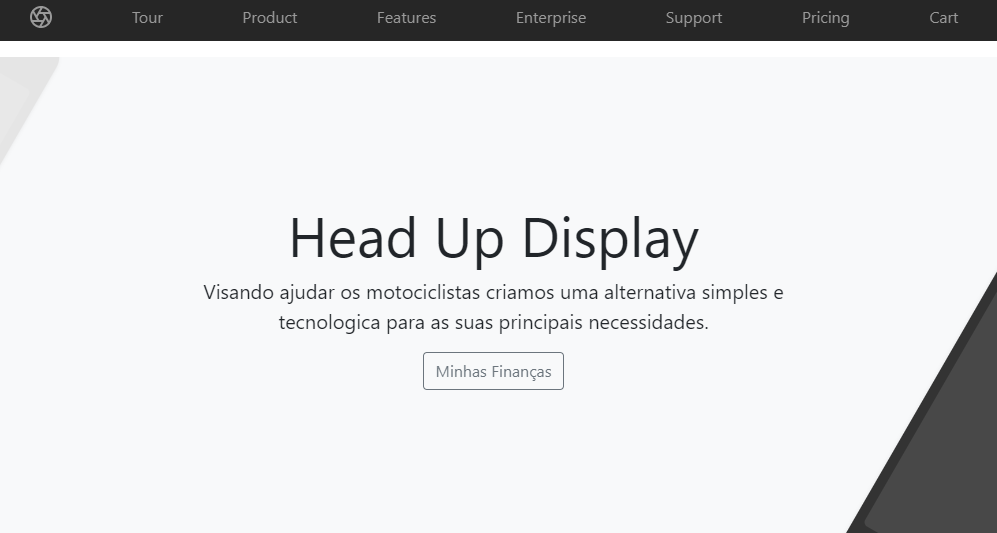 Tour Product Features Enterprise Support Pricing Cart
Head Up Display
Visando ajudar os motociclistas criamos uma alternativa simples e
tecnologica para as suas principais necessidades.
Minhas Finanças